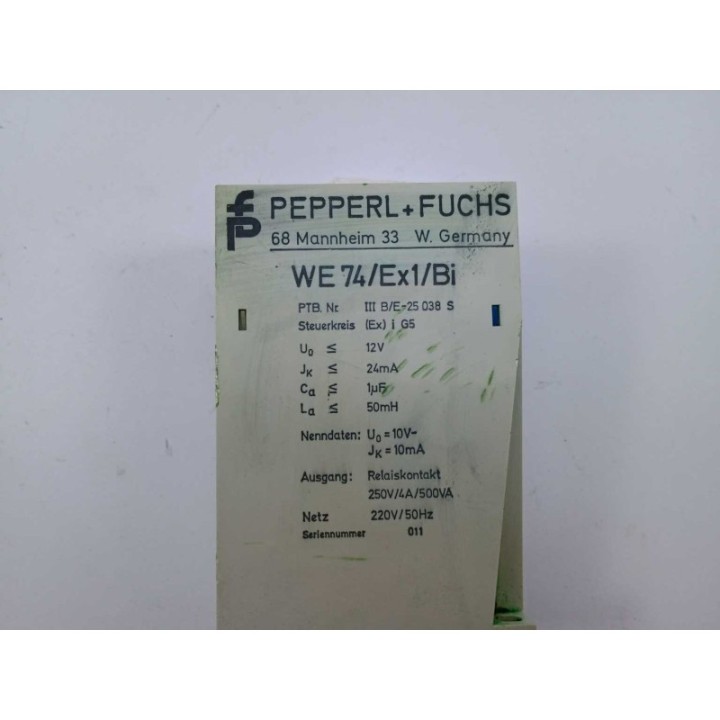 fp PEPPERL+FUCHS
68 Mannheim 33 W. Germany
WE 74/Ex1/Bi
PTB. Nr. III B/E-25 038 S
Steuerkreis (Ex) i G5
U₀ ≤ 12V
JK ≤ 24mA
Ca ≤ 1µF
La ≤ 50mH
Nenndaten: U₀ = 10V-
JK = 10mA
Ausgang: Relaiskontakt
250V/4A/500VA
Netz 220V/50Hz
Seriennummer 011